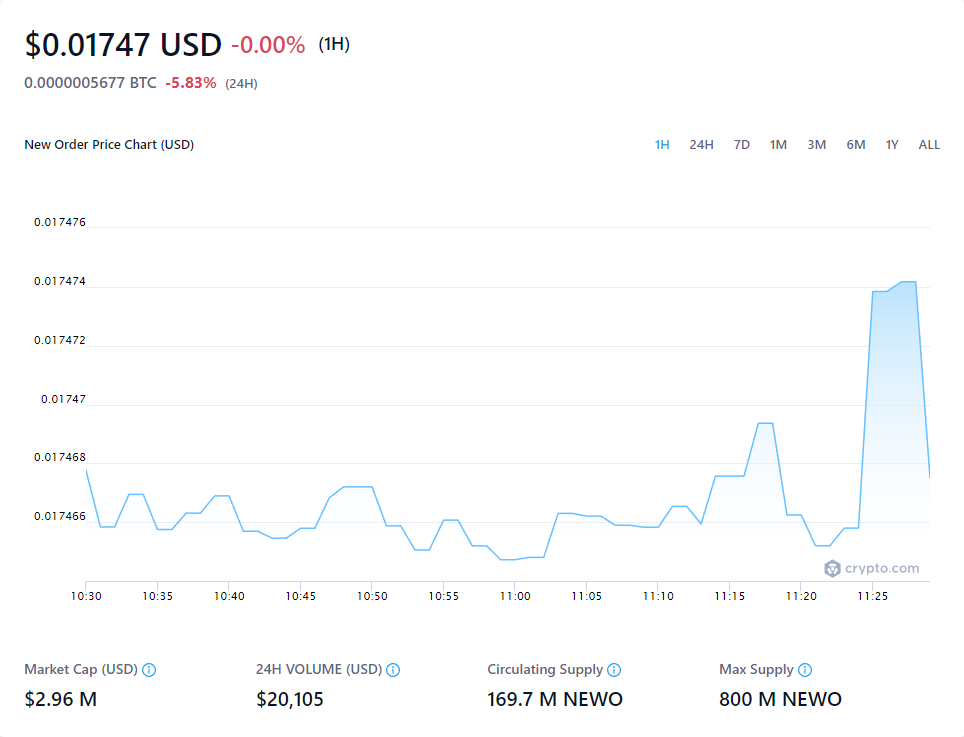 $0.01747 USD -0.00% (1H)
0.0000005677 BTC -5.83% (24H)
New Order Price Chart (USD) 1H 24H 7D 1M 3M 6M 1Y ALL
0.017476
0.017474
0.017472
0.01747
0.017468
0.017466
crypto.com
10:30 10:35 10:40 10:45 10:50 10:55 11:00 11:05 11:10 11:15 11:20 11:25
Market Cap (USD) 24H VOLUME (USD) Circulating Supply Max Supply
$2.96 M $20,105 169.7 M NEWO 800 M NEWO